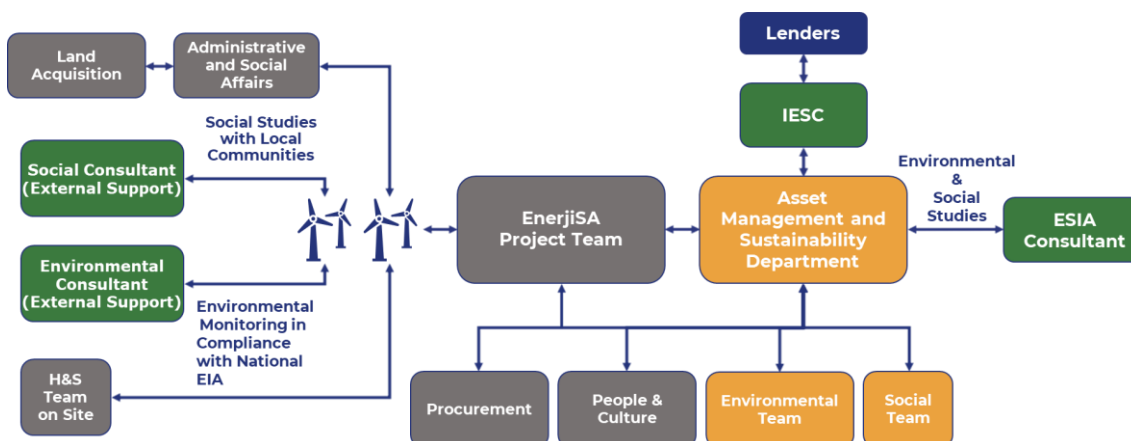 Lenders
Land
Acquisition
Administrative
and Social
Affairs
IESC
Social Studies
with Local
Communities
Social Consultant
(External Support)
Environmental
&
Social
Studies
EnerjiSA
Project Team
Asset
Management and
Sustainability
Department
ESIA
Consultant
Environmental
Consultant
(External Support)
Environmental
Monitoring in
Compliance
with National
EIA
H&S
Team
on Site
Procurement
People &
Culture
Environmental
Team
Social
Team